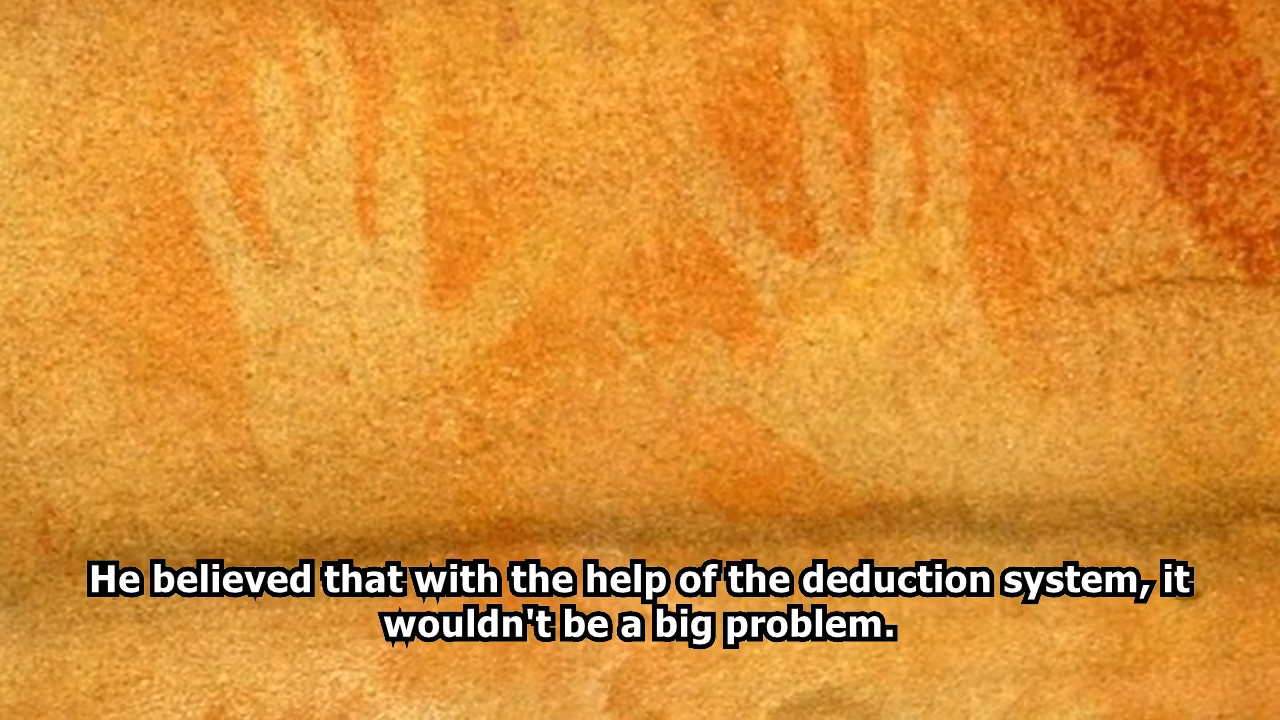 He believed that with the help of the deduction system, it
wouldn't be a big problem.